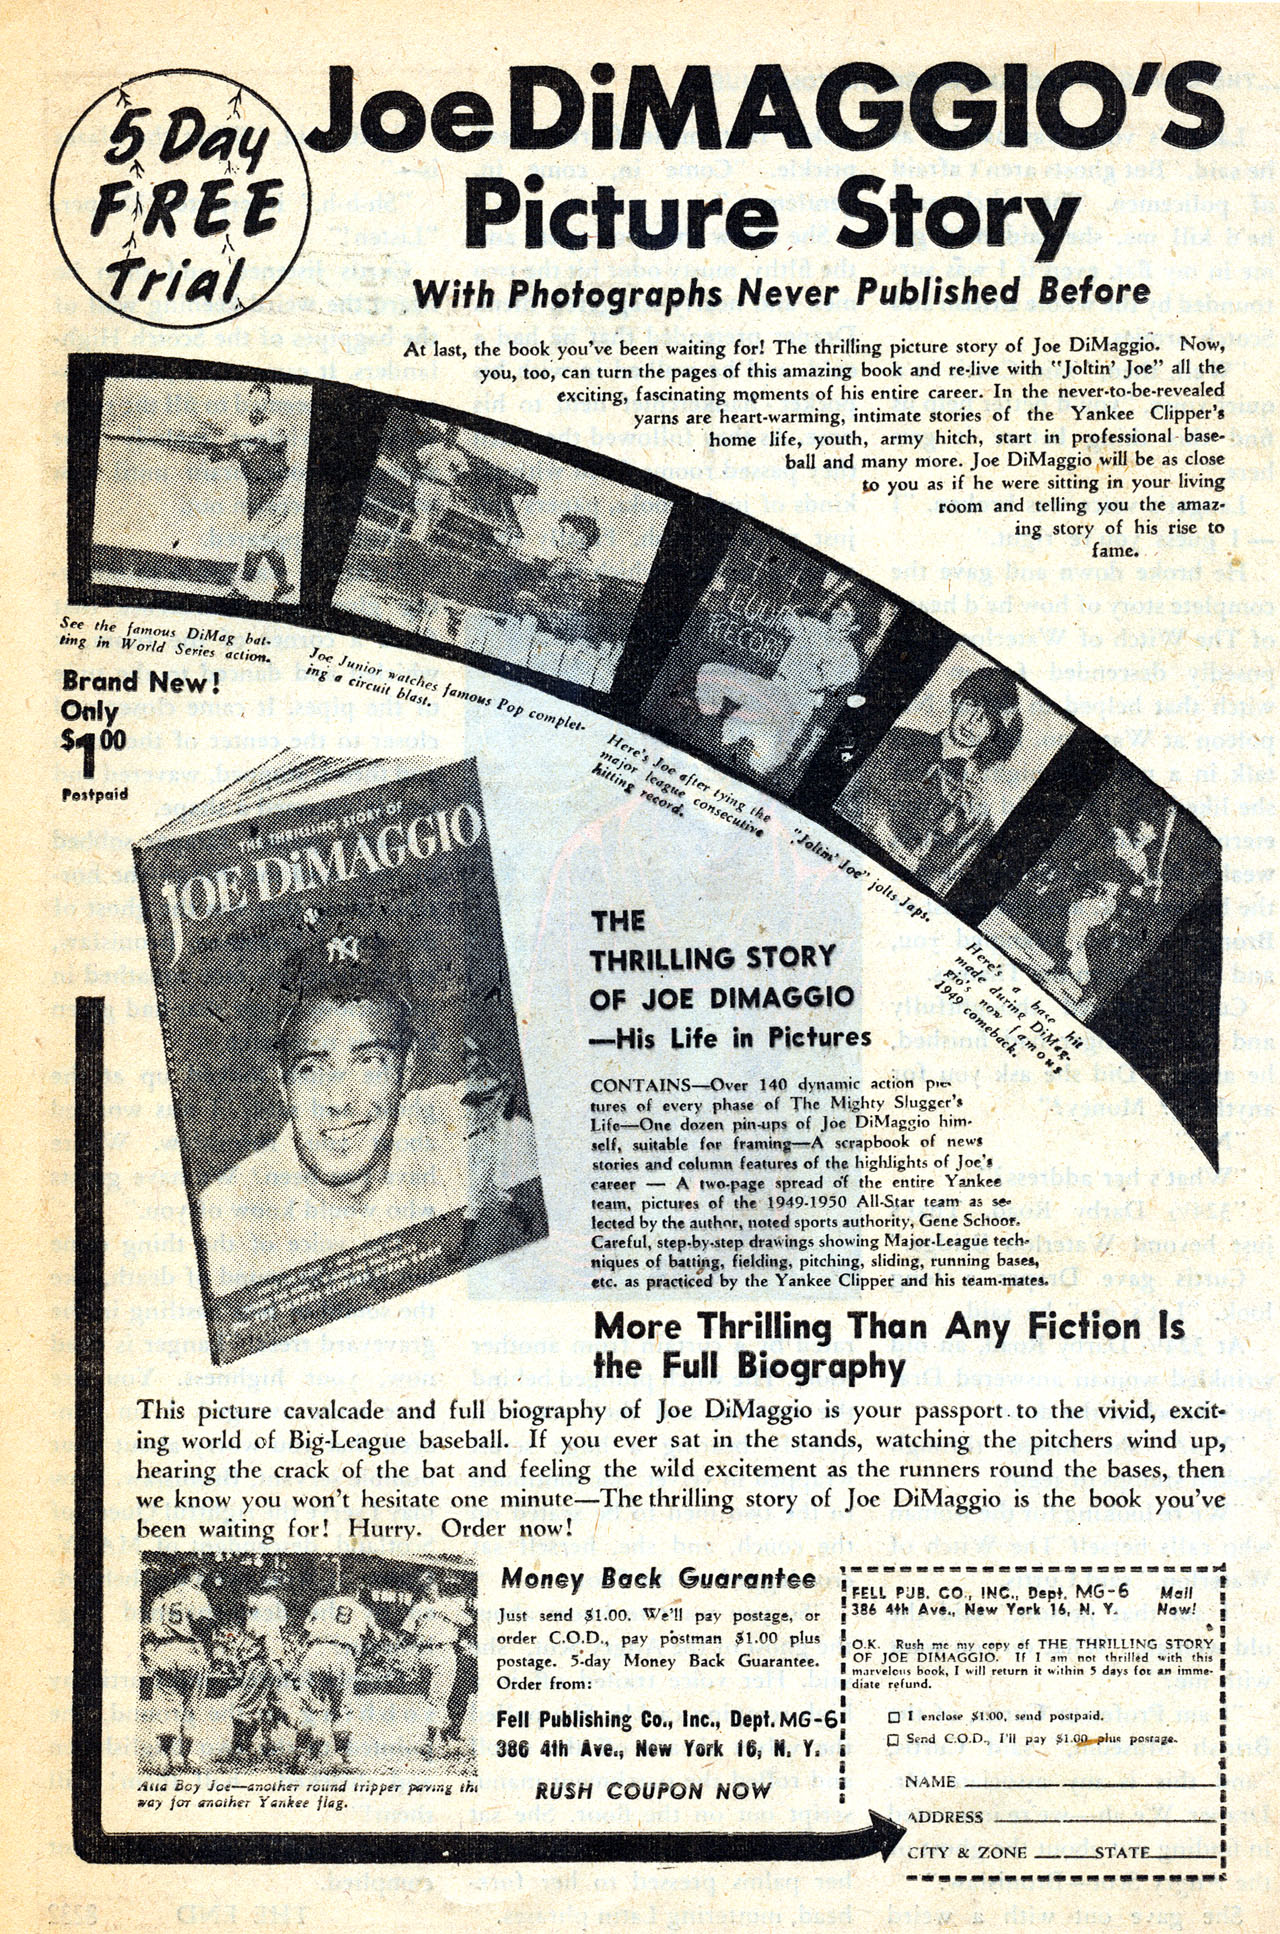 5 Day
FREE
Trial
Joe DiMAGGIO'S
Picture Story
With Photographs Never Published Before
At last, the book you've been waiting for! The thrilling picture story of Joe DiMaggio. Now,
you, too, can turn the pages of this amazing book and re-live with "Joltin' Joe" all the
exciting, fascinating moments of his entire career. In the never-to-be-revealed
yarns are heart-warming, intimate stories of the Yankee Clipper's
home life, youth, army hitch, start in professional base-
ball and many more. Joe DiMaggio will be as close
to you as if he were sitting in your living
room and telling you the amaz-
ing story of his rise to
fame.
See the famous DiMag bat-
ting in World Series action.
Joe Junior watches famous Pop complet-
ing a circuit blast.
Here's Joe after tying the
major league consecutive
hitting record.
"Joltin' Joe" jolts Japs.
Here's a base hit
made during DiMag-
gio's now famous
1949 comeback.
Brand New!
Only
$1.00
Postpaid
THE THRILLING STORY OF
JOE DiMAGGIO
NY
THE
THRILLING STORY
OF JOE DIMAGGIO
—His Life in Pictures
CONTAINS—Over 140 dynamic action pic-
tures of every phase of The Mighty Slugger's
Life—One dozen pin-ups of Joe DiMaggio him-
self, suitable for framing—A scrapbook of news
stories and column features of the highlights of Joe's
career — A two-page spread of the entire Yankee
team, pictures of the 1949-1950 All-Star team as se-
lected by the author, noted sports authority, Gene Schoor.
Careful, step-by-step drawings showing Major-League tech-
niques of batting, fielding, pitching, sliding, running bases,
etc. as practiced by the Yankee Clipper and his team-mates.
More Thrilling Than Any Fiction Is
the Full Biography
This picture cavalcade and full biography of Joe DiMaggio is your passport to the vivid, excit-
ing world of Big-League baseball. If you ever sat in the stands, watching the pitchers wind up,
hearing the crack of the bat and feeling the wild excitement as the runners round the bases, then
we know you won't hesitate one minute—The thrilling story of Joe DiMaggio is the book you've
been waiting for! Hurry. Order now!
15
8
Atta Boy Joe—another round tripper paving the
way for another Yankee flag.
Money Back Guarantee
Just send $1.00. We'll pay postage, or
order C.O.D., pay postman $1.00 plus
postage. 5-day Money Back Guarantee.
Order from:
Fell Publishing Co., Inc., Dept. MG-6
386 4th Ave., New York 16, N. Y.
RUSH COUPON NOW
FELL PUB. CO., INC., Dept. MG-6 Mail
386 4th Ave., New York 16, N. Y. Now!
O.K. Rush me my copy of THE THRILLING STORY
OF JOE DIMAGGIO. If I am not thrilled with this
marvelous book, I will return it within 5 days for an imme-
diate refund.
I enclose $1.00, send postpaid.
Send C.O.D., I'll pay $1.00 plus postage.
NAME
ADDRESS
CITY & ZONE STATE